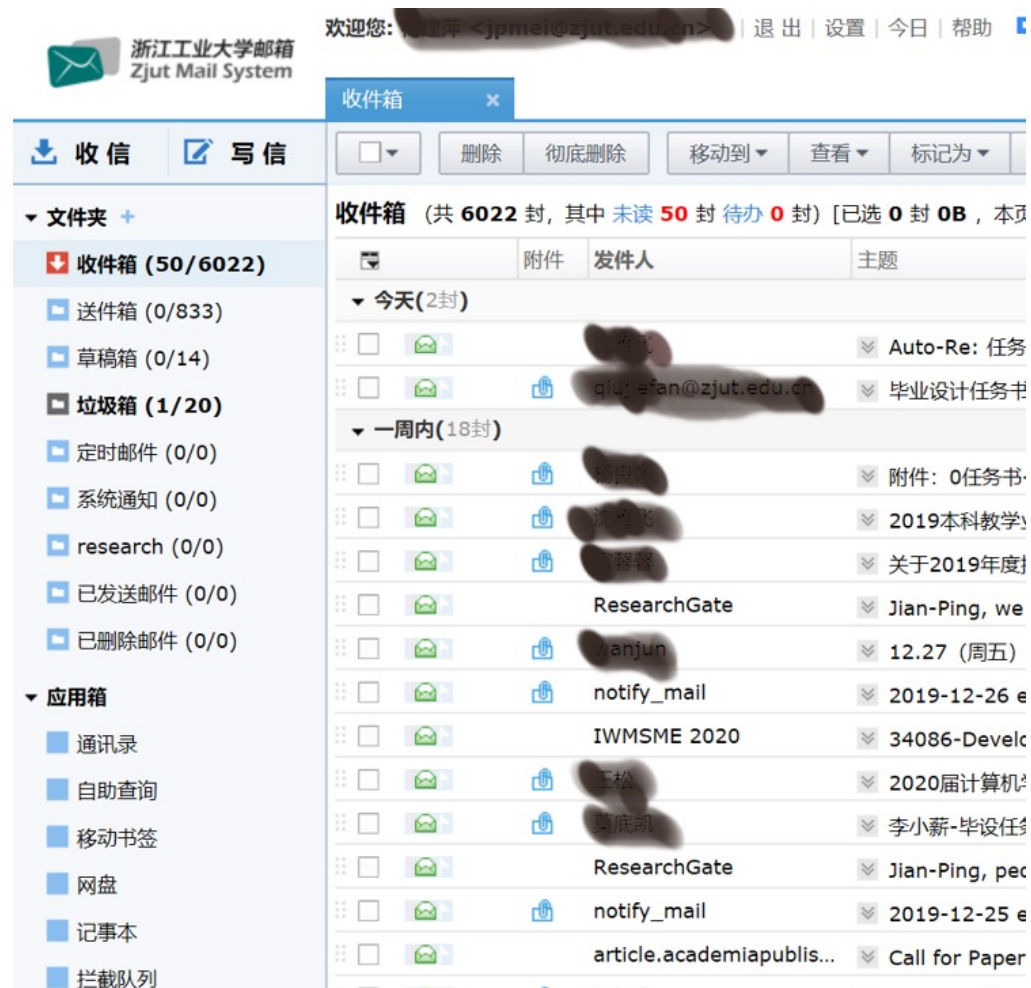 浙江工业大学邮箱
Zjut Mail System
欢迎您: | 退 出 | 设置 | 今日 | 帮助
收件箱 ×
收 信 写 信
删除 彻底删除 移动到 查看 标记为
文件夹 +
收件箱 (共 6022 封, 其中 未读 50 封 待办 0 封) [已选 0 封 0B , 本页
收件箱 (50/6022)
附件 发件人 主题
送件箱 (0/833)
今天(2封)
草稿箱 (0/14)
Auto-Re: 任务
垃圾箱 (1/20)
毕业设计任务书
定时邮件 (0/0)
一周内(18封)
系统通知 (0/0)
附件: 0任务书-
research (0/0)
2019本科教学
已发送邮件 (0/0)
关于2019年度
已删除邮件 (0/0)
ResearchGate Jian-Ping, we
12.27 (周五)
应用箱
notify_mail 2019-12-26 e
通讯录
IWMSME 2020 34086-Develo
自助查询
2020届计算机学
移动书签
李小薪-毕设任务
网盘
ResearchGate Jian-Ping, peo
记事本
notify_mail 2019-12-25 e
拦截队列
article.academiapublis... Call for Paper